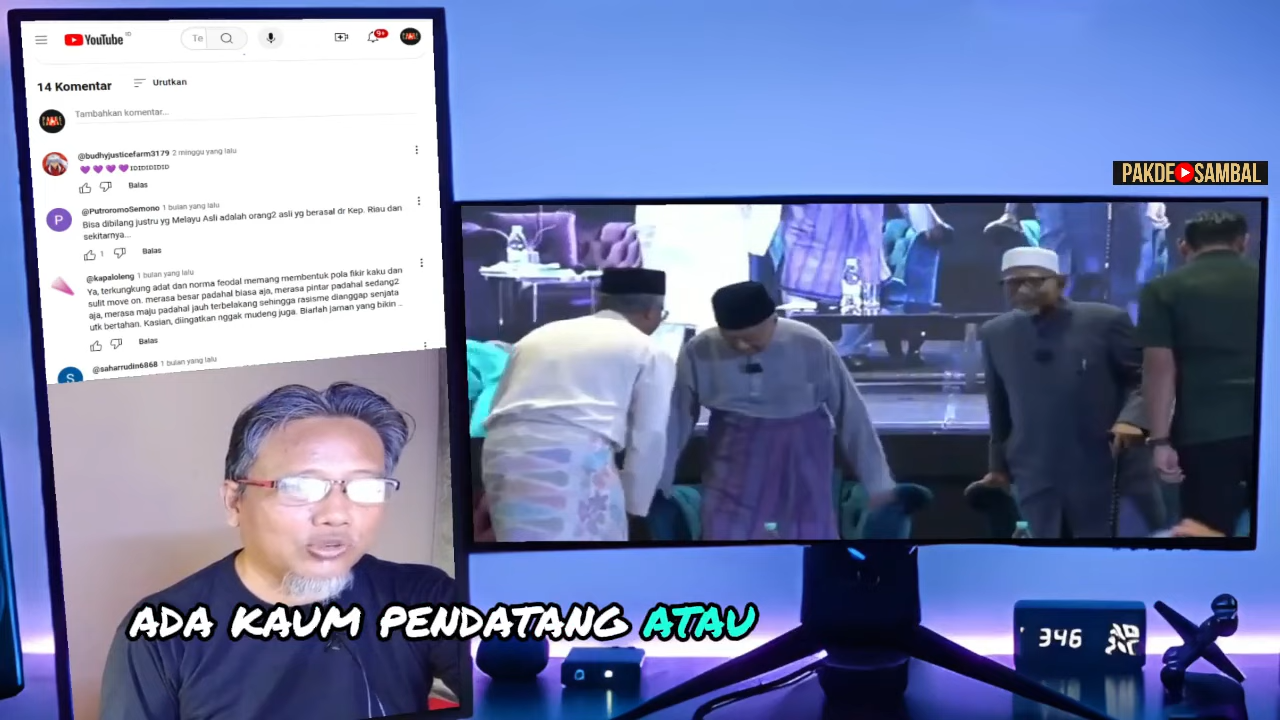 YouTube ID
Te
9+
14 Komentar
Urutkan
Tambahkan komentar...
@budhyjusticefarm3179 2 minggu yang lalu
💜💜💜💜IDIDIDIDID
Balas
P
@PutroromoSemono 1 bulan yang lalu
Bisa dibilang justru yg Melayu Asli adalah orang2 asli yg berasal dr Kep. Riau dan
sekitarnya...
1
Balas
@kapaloleng 1 bulan yang lalu
Ya, terkungkung adat dan norma feodal memang membentuk pola fikir kaku dan
sulit move on. merasa besar padahal biasa aja, merasa pintar padahal sedang2
aja, merasa maju padahal jauh terbelakang sehingga rasisme dianggap senjata
utk bertahan. Kasian, diingatkan nggak mudeng juga. Biarlah jaman yang bikin ..
Balas
S
@saharrudin6868 1 bulan yang lalu
PAKDE SAMBAL
ADA KAUM PENDATANG ATAU
346